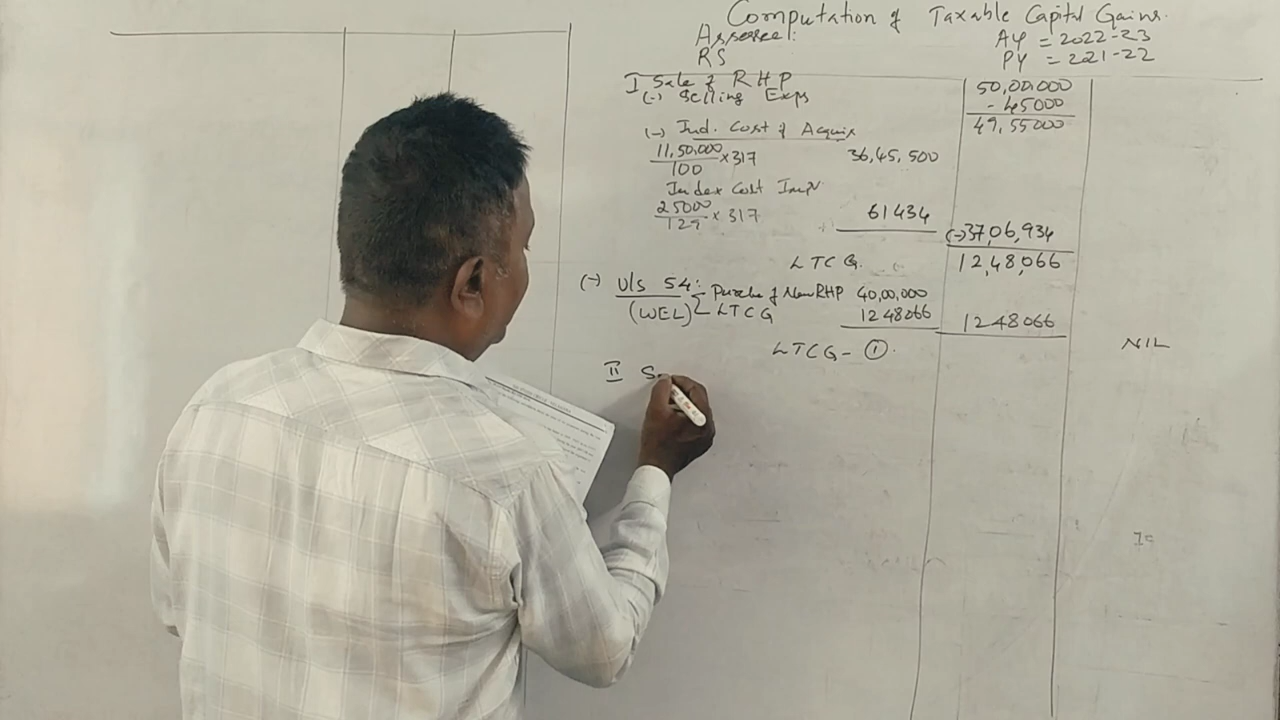 Computation of Taxable Capital Gains.
Assessee:
AY = 2022-23
RS
PY = 221-22
I Sale of RHP 50,00,000
(-) Selling Exps - 45000
49,55000
(-) Ind. Cost of Acquis
11,50,000/100 x 317 36,45,500
Index Cost Impr
25000/129 x 317 61434 (-) 37,06,934
LTCG. 12,48,066
(-) U/s 54: Purchase of New RHP 40,00,000
(WEL) LTCG 1248066 1248066
LTCG - ① NIL
II S